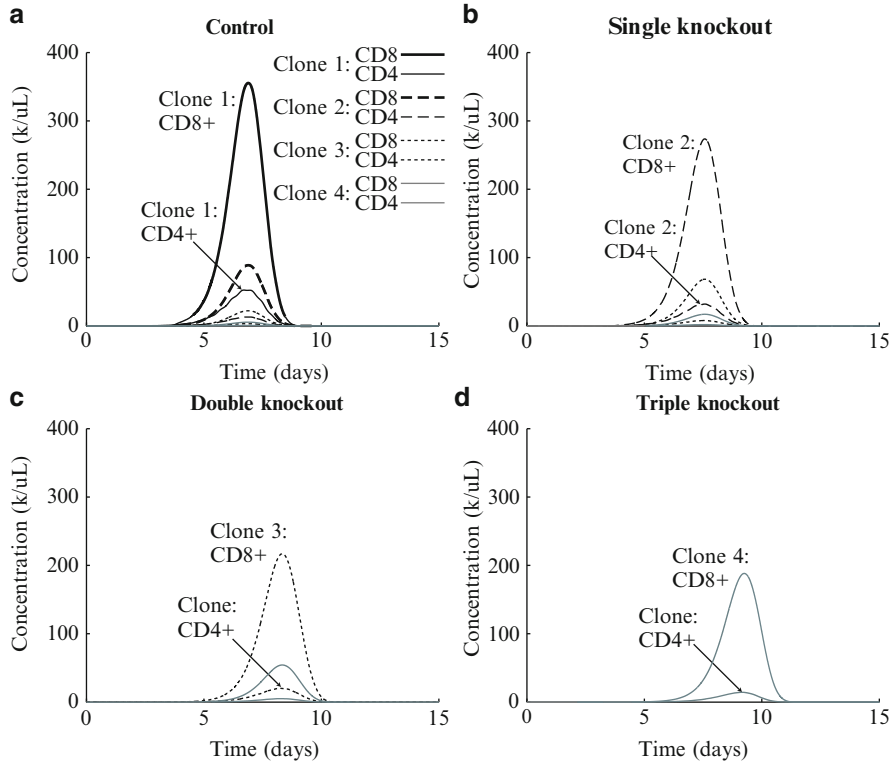 a
Control
400
300
200
100
0
0 5 10 15
Concentration (k/uL)
Time (days)
Clone 1:
CD8+
Clone 1:
CD4+
Clone 1: CD8
CD4
Clone 2: CD8
CD4
Clone 3: CD8
CD4
Clone 4: CD8
CD4
b
Single knockout
400
300
200
100
0
0 5 10 15
Concentration (k/uL)
Time (days)
Clone 2:
CD8+
Clone 2:
CD4+
c
Double knockout
400
300
200
100
0
0 5 10 15
Concentration (k/uL)
Time (days)
Clone 3:
CD8+
Clone:
CD4+
d
Triple knockout
400
300
200
100
0
0 5 10 15
Concentration (k/uL)
Time (days)
Clone 4:
CD8+
Clone:
CD4+